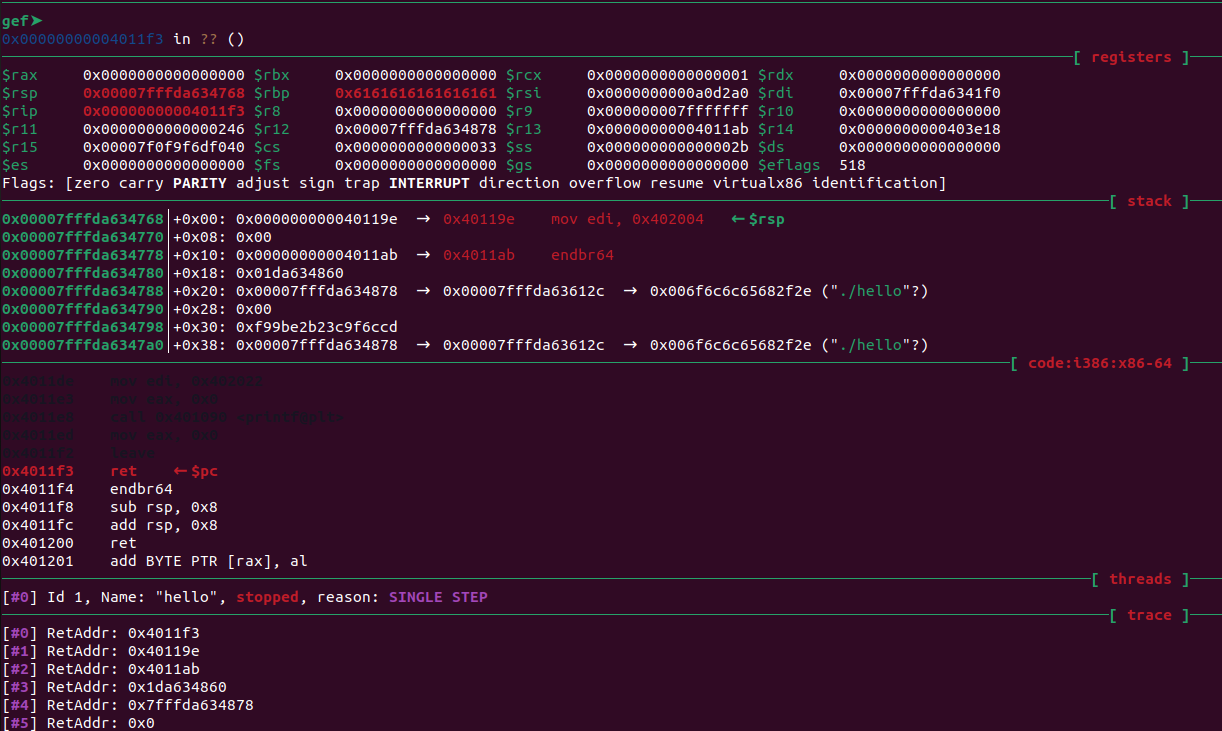 gef➤
0x00000000004011f3 in ?? ()
[ registers ]
$rax 0x0000000000000000 $rbx 0x0000000000000000 $rcx 0x0000000000000001 $rdx 0x0000000000000000
$rsp 0x00007fffda634768 $rbp 0x6161616161616161 $rsi 0x0000000000a0d2a0 $rdi 0x00007fffda6341f0
$rip 0x00000000004011f3 $r8 0x0000000000000000 $r9 0x000000007fffffff $r10 0x0000000000000000
$r11 0x0000000000000246 $r12 0x00007fffda634878 $r13 0x00000000004011ab $r14 0x0000000000403e18
$r15 0x00007f0f9f6df040 $cs 0x0000000000000033 $ss 0x000000000000002b $ds 0x0000000000000000
$es 0x0000000000000000 $fs 0x0000000000000000 $gs 0x0000000000000000 $eflags 518
Flags: [zero carry PARITY adjust sign trap INTERRUPT direction overflow resume virtualx86 identification]
[ stack ]
0x00007fffda634768│+0x00: 0x000000000040119e → 0x40119e mov edi, 0x402004 ←$rsp
0x00007fffda634770│+0x08: 0x00
0x00007fffda634778│+0x10: 0x00000000004011ab → 0x4011ab endbr64
0x00007fffda634780│+0x18: 0x01da634860
0x00007fffda634788│+0x20: 0x00007fffda634878 → 0x00007fffda63612c → 0x006f6c6c65682f2e ("./hello"?)
0x00007fffda634790│+0x28: 0x00
0x00007fffda634798│+0x30: 0xf99be2b23c9f6ccd
0x00007fffda6347a0│+0x38: 0x00007fffda634878 → 0x00007fffda63612c → 0x006f6c6c65682f2e ("./hello"?)
[ code:i386:x86-64 ]
0x4011f3 ret ←$pc
0x4011f4 endbr64
0x4011f8 sub rsp, 0x8
0x4011fc add rsp, 0x8
0x401200 ret
0x401201 add BYTE PTR [rax], al
[ threads ]
[#0] Id 1, Name: "hello", stopped, reason: SINGLE STEP
[ trace ]
[#0] RetAddr: 0x4011f3
[#1] RetAddr: 0x40119e
[#2] RetAddr: 0x4011ab
[#3] RetAddr: 0x1da634860
[#4] RetAddr: 0x7fffda634878
[#5] RetAddr: 0x0